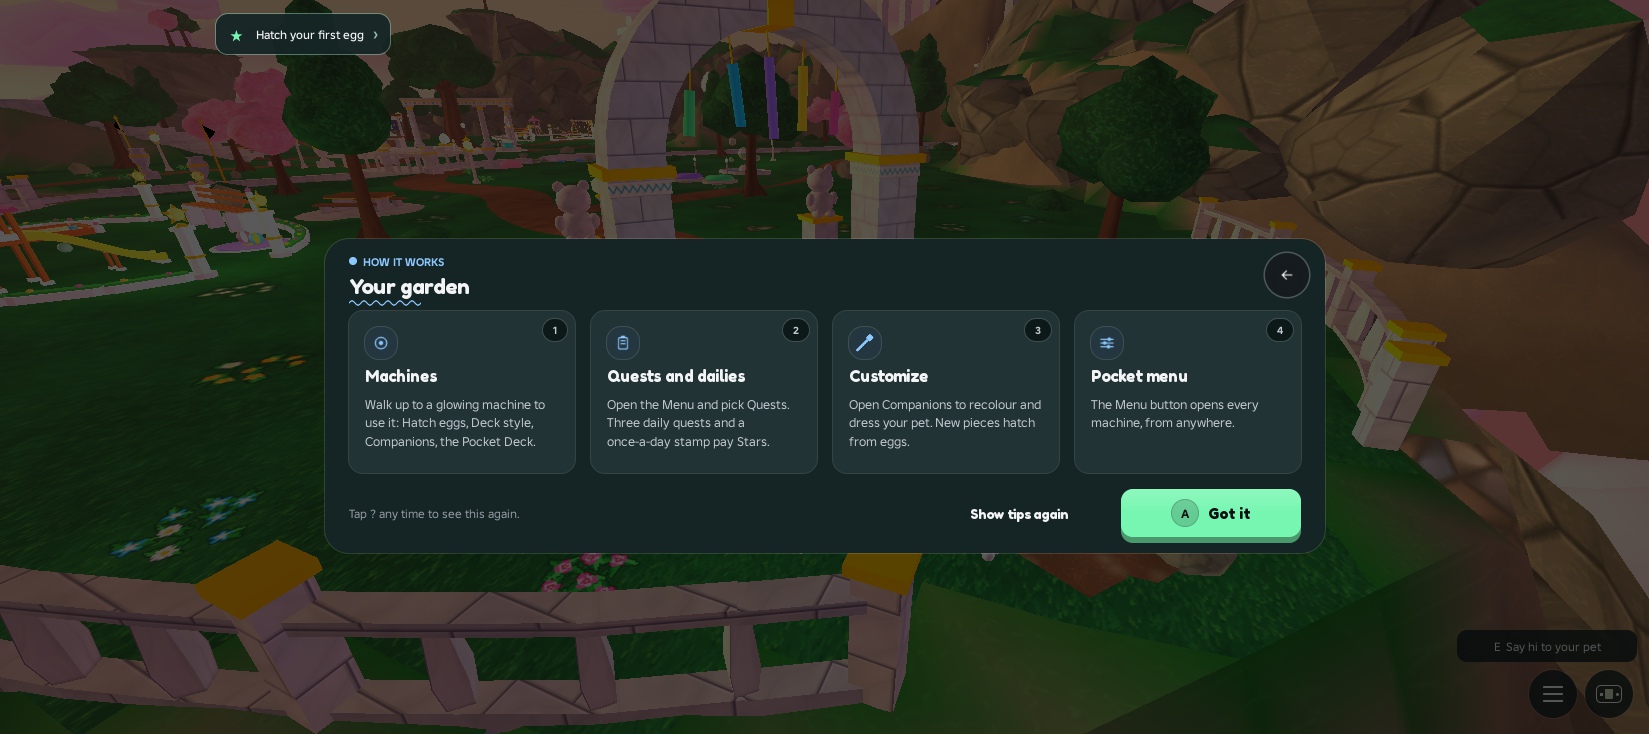 Hatch your first egg
HOW IT WORKS
Your garden
1
Machines
Walk up to a glowing machine to
use it: Hatch eggs, Deck style,
Companions, the Pocket Deck.
2
Quests and dailies
Open the Menu and pick Quests.
Three daily quests and a
once-a-day stamp pay Stars.
3
Customize
Open Companions to recolour and
dress your pet. New pieces hatch
from eggs.
4
Pocket menu
The Menu button opens every
machine, from anywhere.
Tap ? any time to see this again.
Show tips again
A Got it
E Say hi to your pet